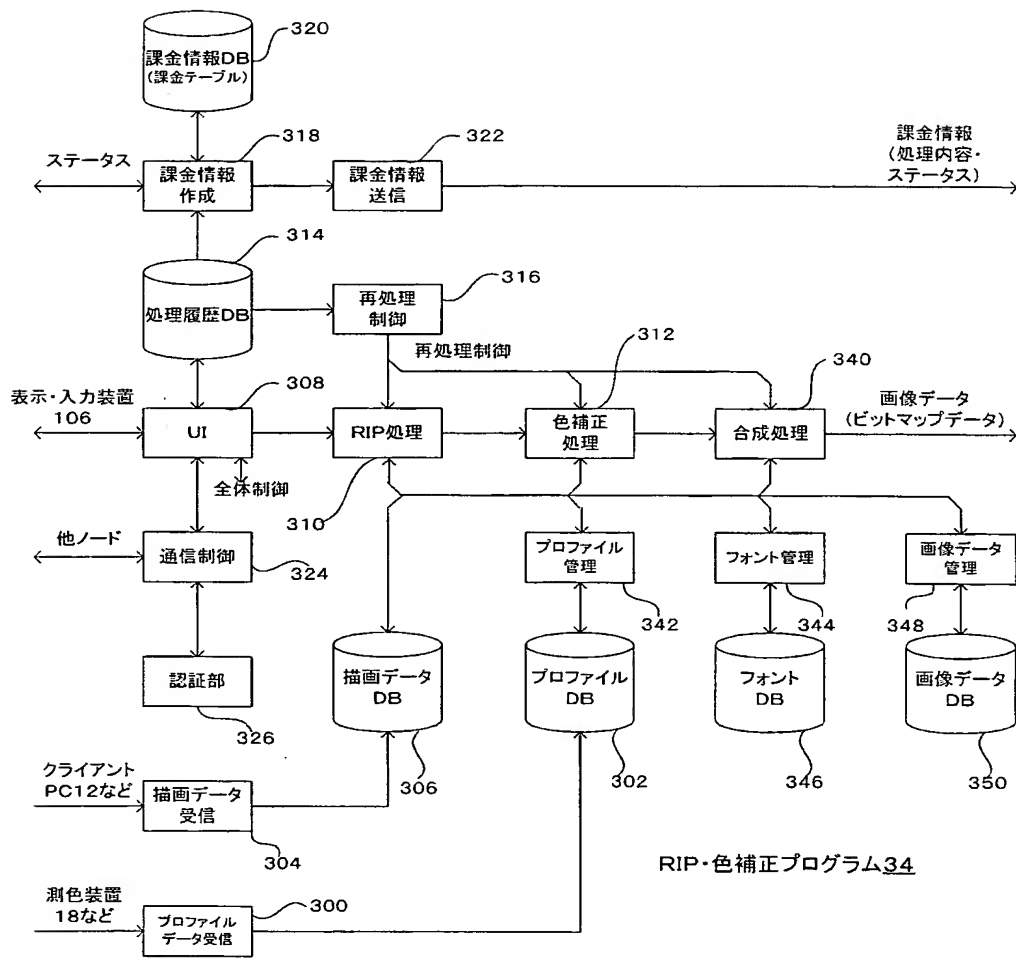 課金情報DB
(課金テーブル)
320
318
322
ステータス
課金情報
作成
課金情報
送信
課金情報
(処理内容・
ステータス)
314
処理履歴DB
316
再処理
制御
再処理制御
312
340
308
表示・入力装置
106
UI
RIP処理
色補正
処理
合成処理
画像データ
(ビットマップデータ)
全体制御
310
他ノード
通信制御
324
プロファイル
管理
342
フォント管理
344
画像データ
管理
348
認証部
326
描画データ
DB
306
プロファイル
DB
302
フォント
DB
346
画像データ
DB
350
クライアント
PC12など
描画データ
受信
304
RIP・色補正プログラム34
測色装置
18など
300
プロファイル
データ受信